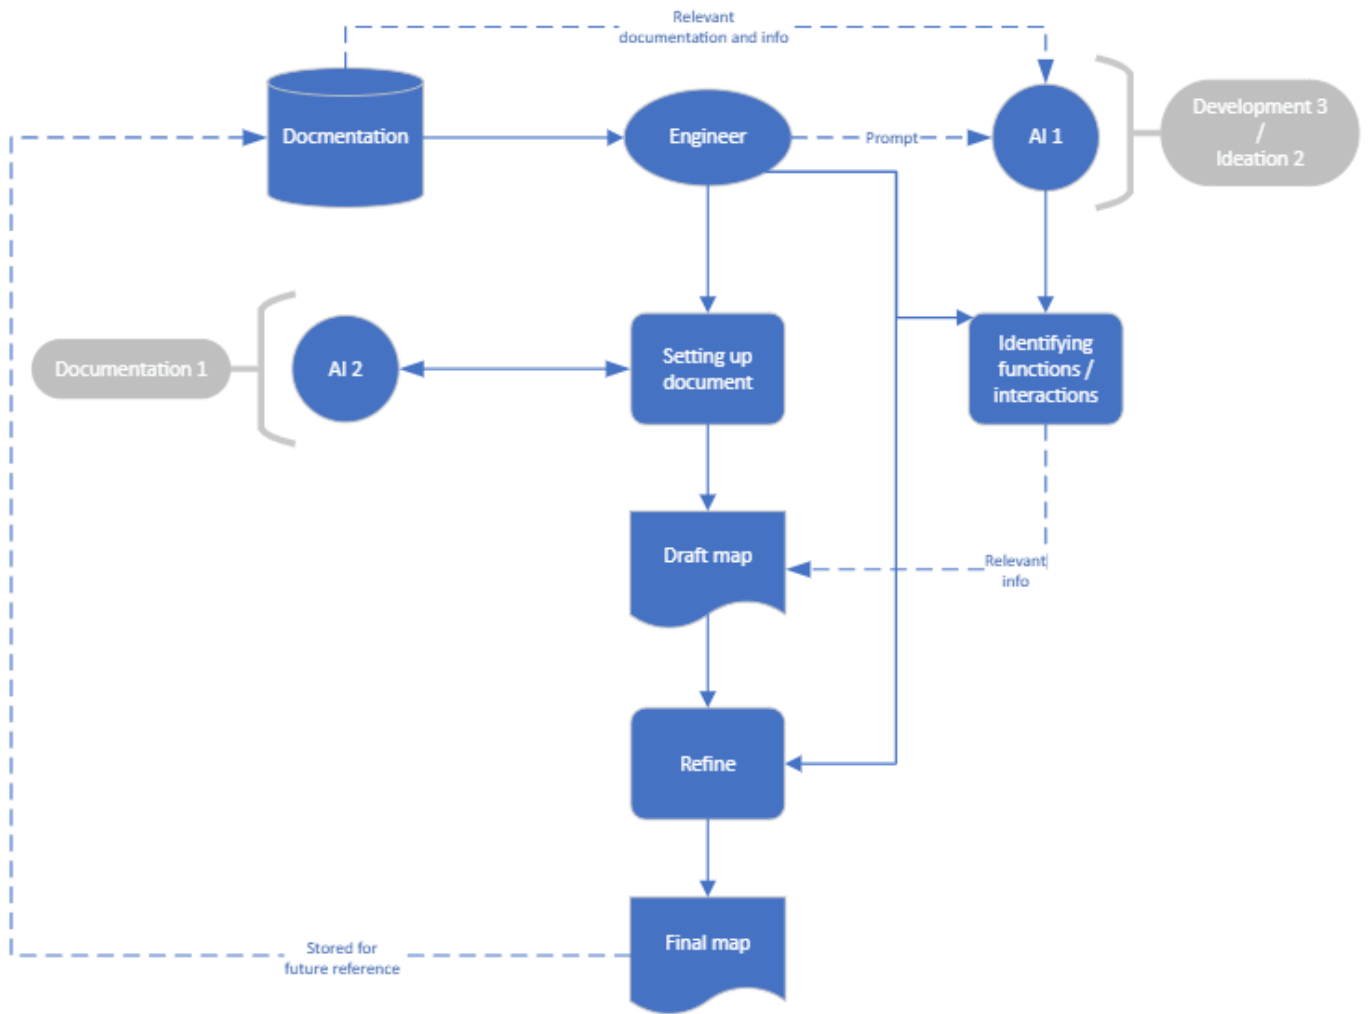 Relevant
documentation and info
Docmentation
Engineer
Prompt
AI 1
Development 3
/
Ideation 2
Documentation 1
AI 2
Setting up
document
Identifying
functions /
interactions
Draft map
Relevant
info
Refine
Final map
Stored for
future reference